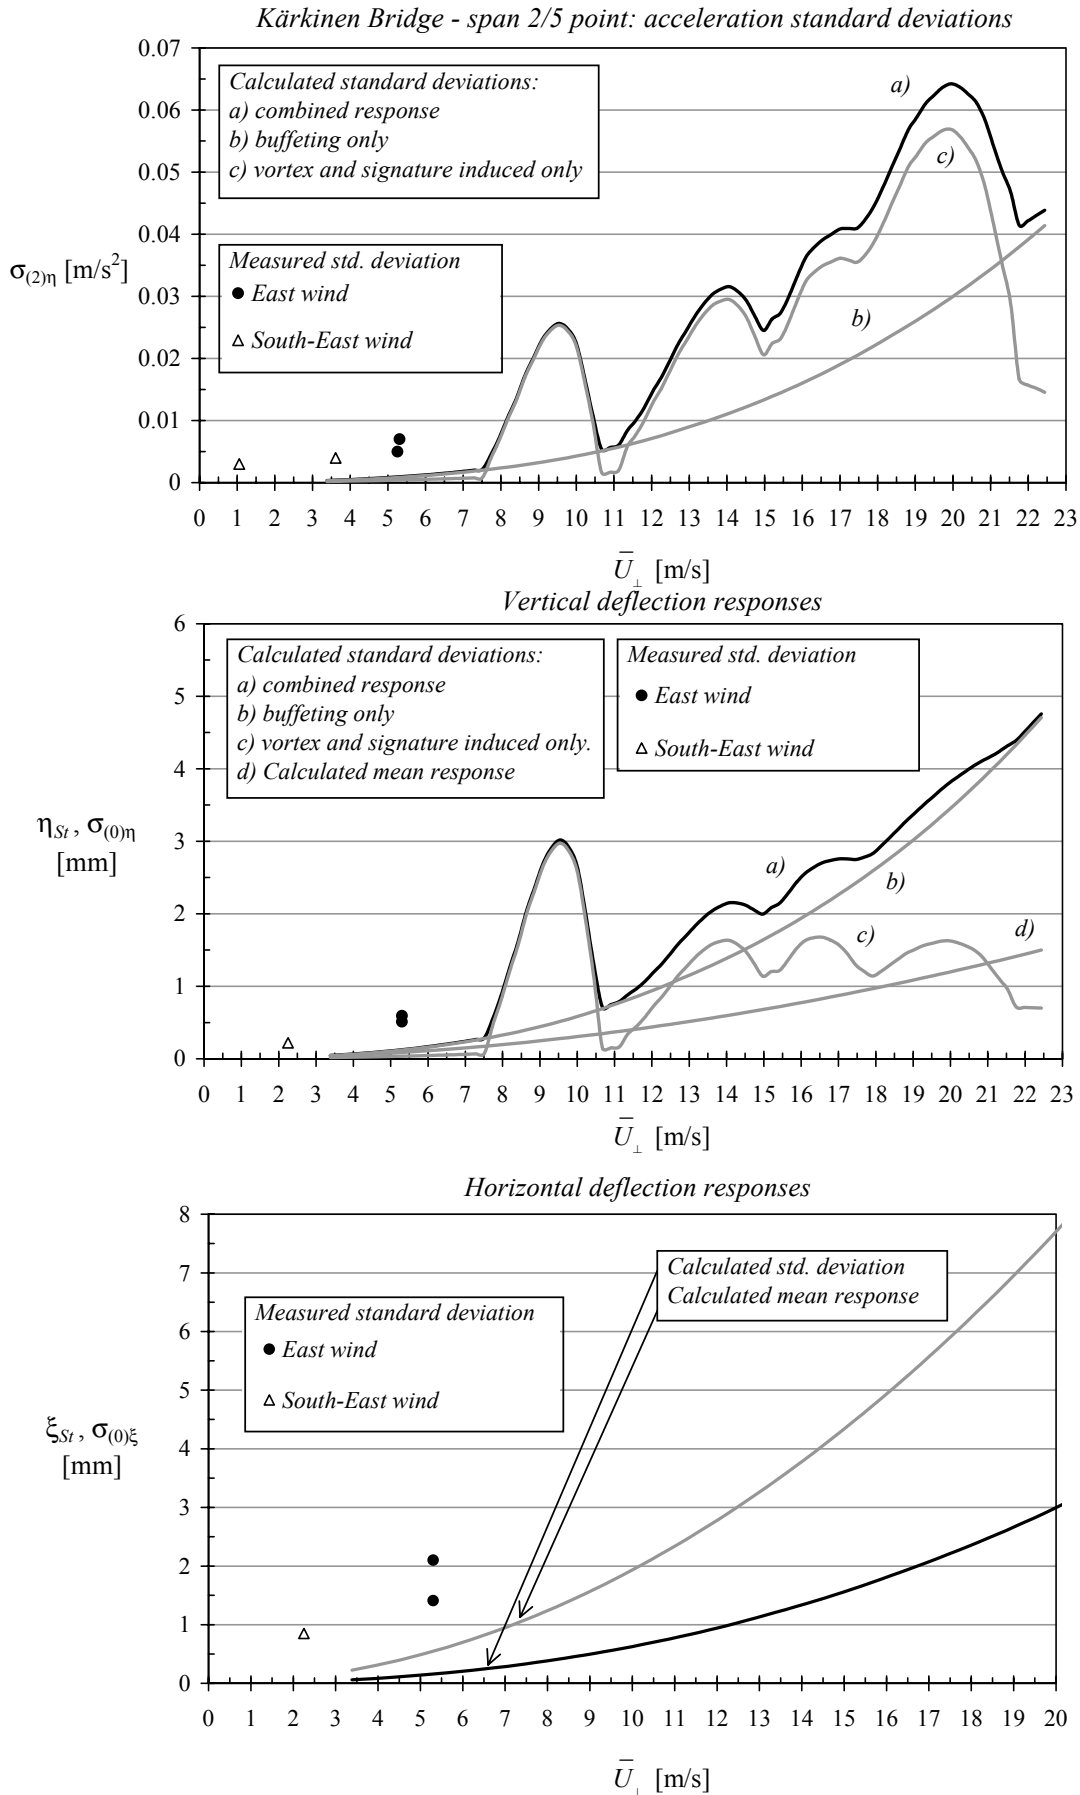 Kärkinen Bridge - span 2/5 point: acceleration standard deviations
0.07
0.06
0.05
0.04
0.03
0.02
0.01
0
σ(2)η [m/s²]
Calculated standard deviations:
a) combined response
b) buffeting only
c) vortex and signature induced only
Measured std. deviation
East wind
South-East wind
a)
c)
b)
0 1 2 3 4 5 6 7 8 9 10 11 12 13 14 15 16 17 18 19 20 21 22 23
U̅⊥ [m/s]
Vertical deflection responses
6
5
4
3
2
1
0
ηSt , σ(0)η
[mm]
Calculated standard deviations:
a) combined response
b) buffeting only
c) vortex and signature induced only.
d) Calculated mean response
Measured std. deviation
East wind
South-East wind
a)
b)
c)
d)
0 1 2 3 4 5 6 7 8 9 10 11 12 13 14 15 16 17 18 19 20 21 22 23
U̅⊥ [m/s]
Horizontal deflection responses
8
7
6
5
4
3
2
1
0
ξSt , σ(0)ξ
[mm]
Calculated std. deviation
Calculated mean response
Measured standard deviation
East wind
South-East wind
0 1 2 3 4 5 6 7 8 9 10 11 12 13 14 15 16 17 18 19 20
U̅⊥ [m/s]